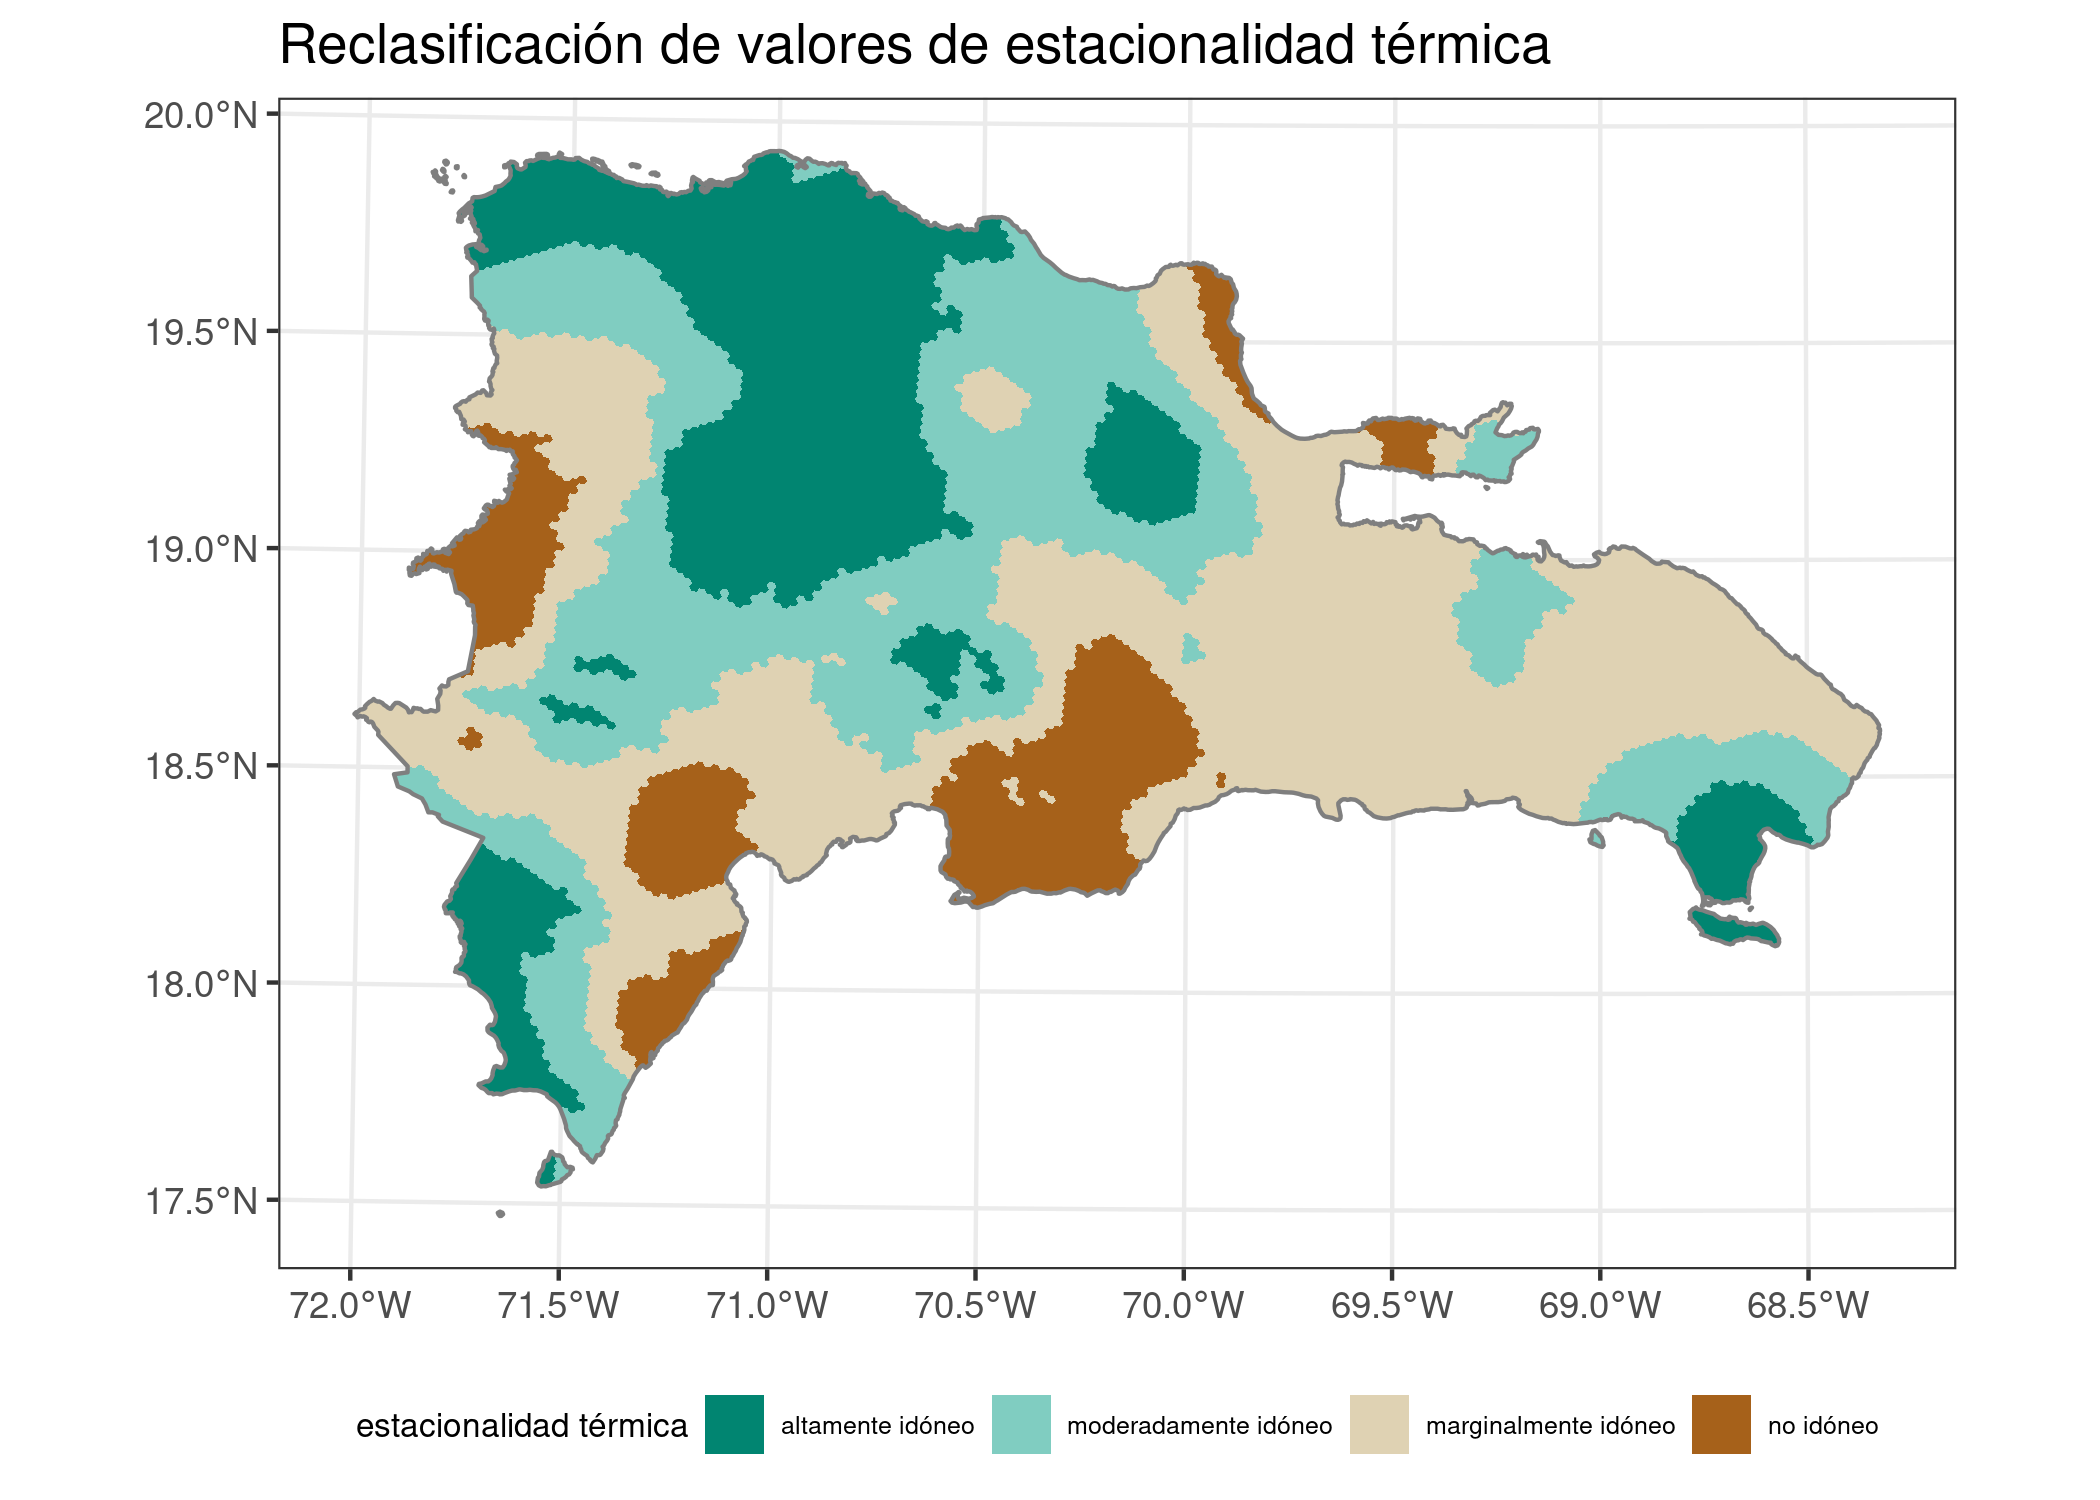 Reclasificación de valores de estacionalidad térmica
20.0°N
19.5°N
19.0°N
18.5°N
18.0°N
17.5°N
72.0°W 71.5°W 71.0°W 70.5°W 70.0°W 69.5°W 69.0°W 68.5°W
estacionalidad térmica altamente idóneo moderadamente idóneo marginalmente idóneo no idóneo